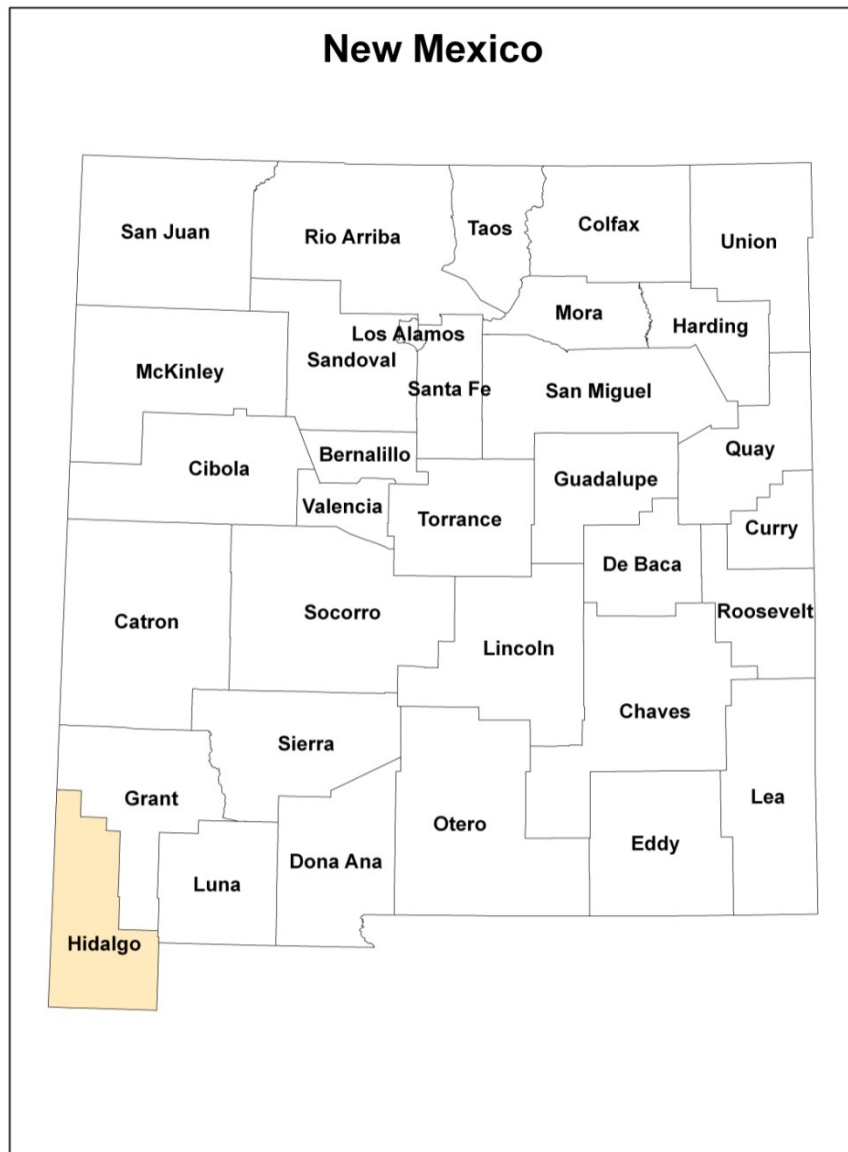 New Mexico
San Juan
Rio Arriba
Taos
Colfax
Union
Mora
Harding
Los Alamos
Sandoval
McKinley
Santa Fe
San Miguel
Quay
Bernalillo
Cibola
Guadalupe
Valencia
Torrance
Curry
De Baca
Roosevelt
Catron
Socorro
Lincoln
Chaves
Sierra
Grant
Lea
Otero
Eddy
Dona Ana
Luna
Hidalgo